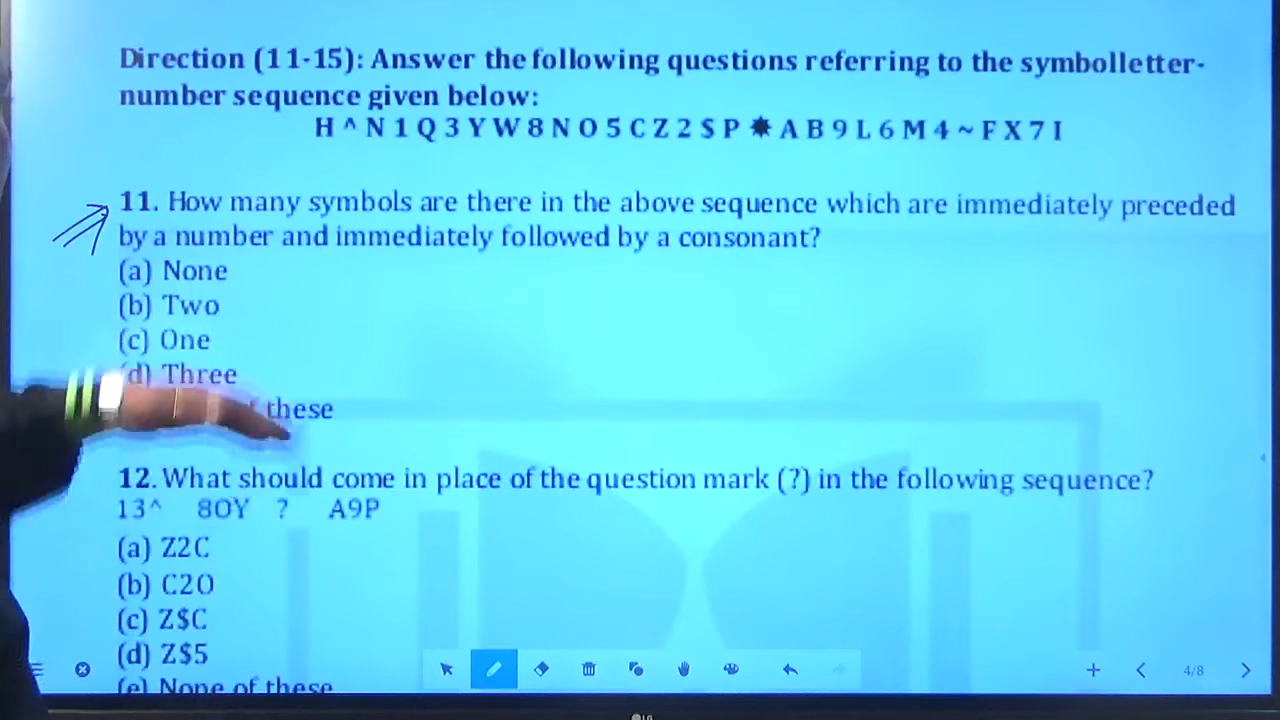 Direction (11-15): Answer the following questions referring to the symbolletter-
number sequence given below:
H ^ N 1 Q 3 Y W 8 N O 5 C Z 2 $ P ✸ A B 9 L 6 M 4 ~ F X 7 I
11. How many symbols are there in the above sequence which are immediately preceded
by a number and immediately followed by a consonant?
(a) None
(b) Two
(c) One
(d) Three
these
12. What should come in place of the question mark (?) in the following sequence?
13^ 8OY ? A9P
(a) Z2C
(b) C2O
(c) Z$C
(d) Z$5
(e) None of these
4/8
LG